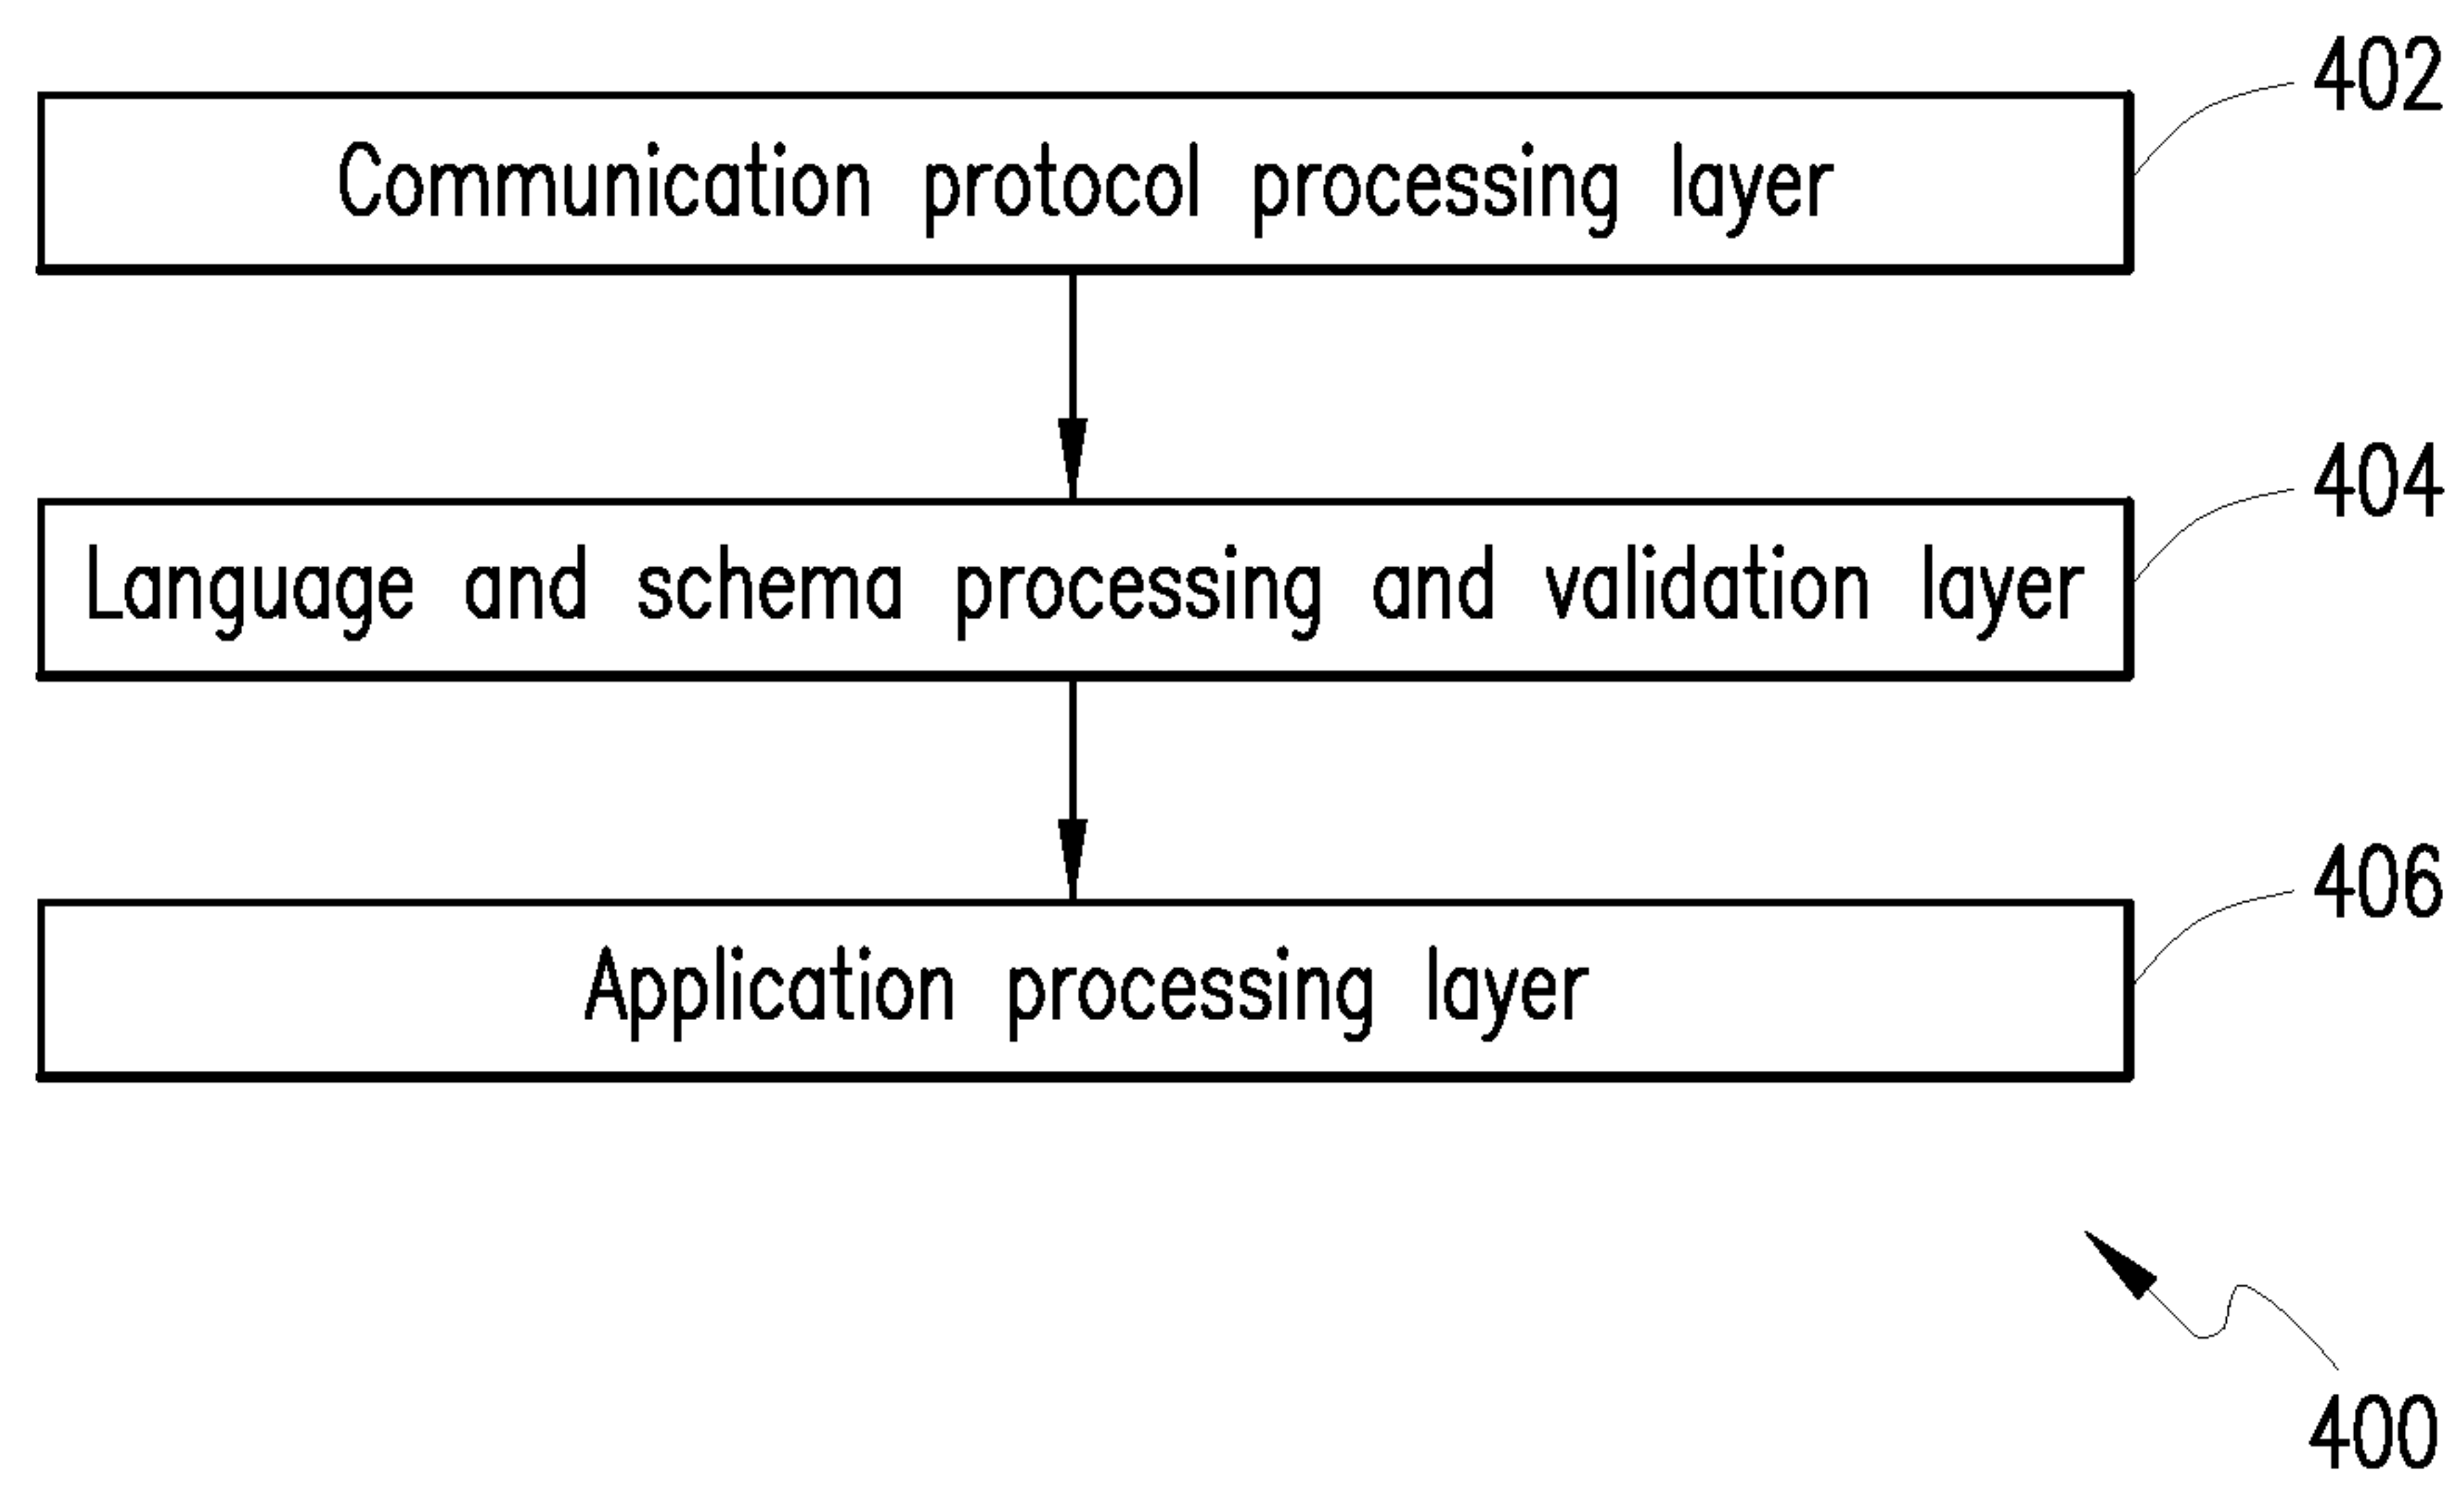 402
Communication protocol processing layer
404
Language and schema processing and validation layer
406
Application processing layer
400